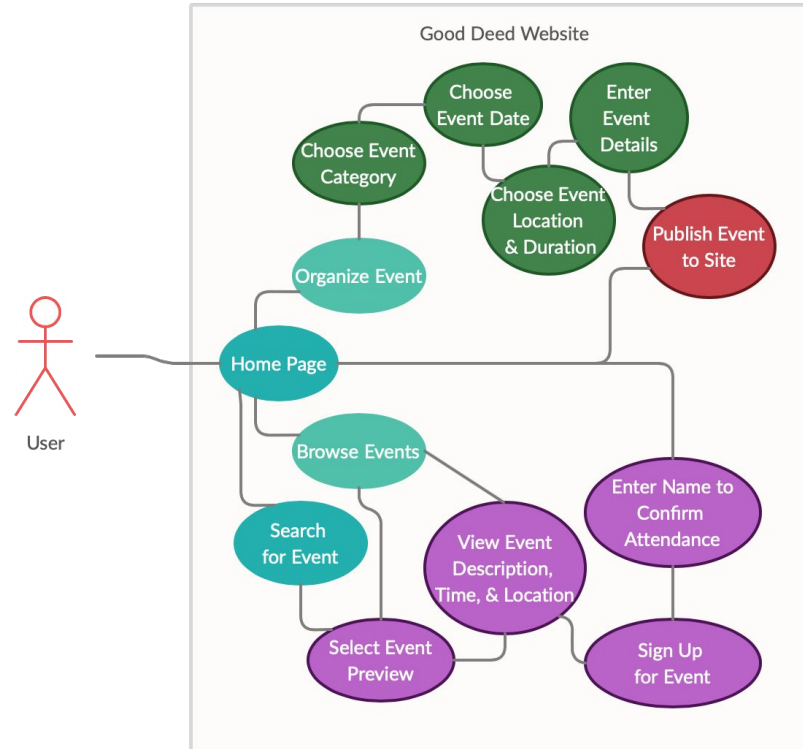 Good Deed Website
Choose
Event Date
Enter
Event
Details
Choose Event
Category
Choose Event
Location
& Duration
Publish Event
to Site
Organize Event
Home Page
User
Browse Events
Search
for Event
View Event
Description,
Time, & Location
Enter Name to
Confirm
Attendance
Select Event
Preview
Sign Up
for Event